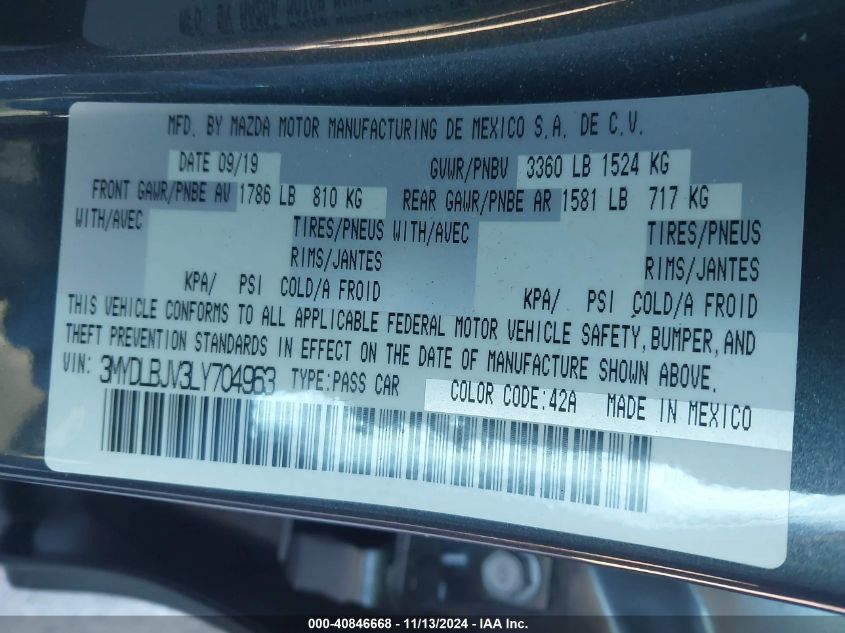 MFD. BY MAZDA MOTOR MANUFACTURING DE MEXICO S.A. DE C.V.
DATE 09/19 GVWR/PNBV 3360 LB 1524 KG
FRONT GAWR/PNBE AV 1786 LB 810 KG REAR GAWR/PNBE AR 1581 LB 717 KG
WITH/AVEC TIRES/PNEUS WITH/AVEC TIRES/PNEUS
RIMS/JANTES RIMS/JANTES
KPA/ PSI COLD/A FROID KPA/ PSI COLD/A FROID
THIS VEHICLE CONFORMS TO ALL APPLICABLE FEDERAL MOTOR VEHICLE SAFETY, BUMPER, AND
THEFT PREVENTION STANDARDS IN EFFECT ON THE DATE OF MANUFACTURE SHOWN ABOVE.
VIN: 3MYDLBJV3LY704963 TYPE:PASS CAR COLOR CODE:42A MADE IN MEXICO
000-40846668 - 11/13/2024 - IAA Inc.